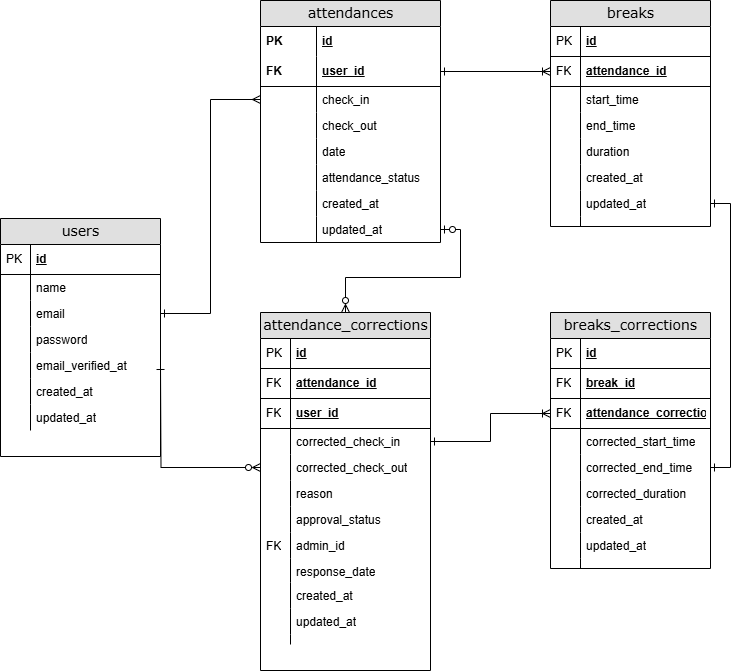 attendances
PK id
FK user_id
check_in
check_out
date
attendance_status
created_at
updated_at
breaks
PK id
FK attendance_id
start_time
end_time
duration
created_at
updated_at
users
PK id
name
email
password
email_verified_at
created_at
updated_at
attendance_corrections
PK id
FK attendance_id
FK user_id
corrected_check_in
corrected_check_out
reason
approval_status
FK admin_id
response_date
created_at
updated_at
breaks_corrections
PK id
FK break_id
FK attendance_correctio
corrected_start_time
corrected_end_time
corrected_duration
created_at
updated_at